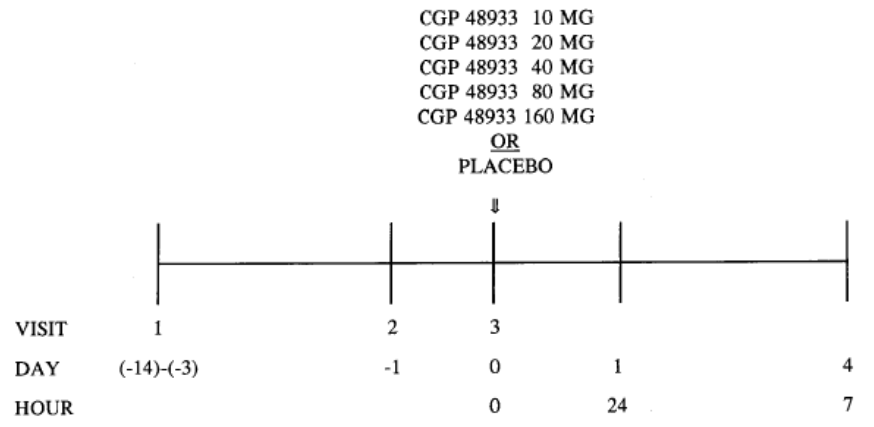 CGP 48933 10 MG
CGP 48933 20 MG
CGP 48933 40 MG
CGP 48933 80 MG
CGP 48933 160 MG
OR
PLACEBO
⇓
VISIT 1 2 3
DAY (-14)-(-3) -1 0 1 4
HOUR 0 24 7